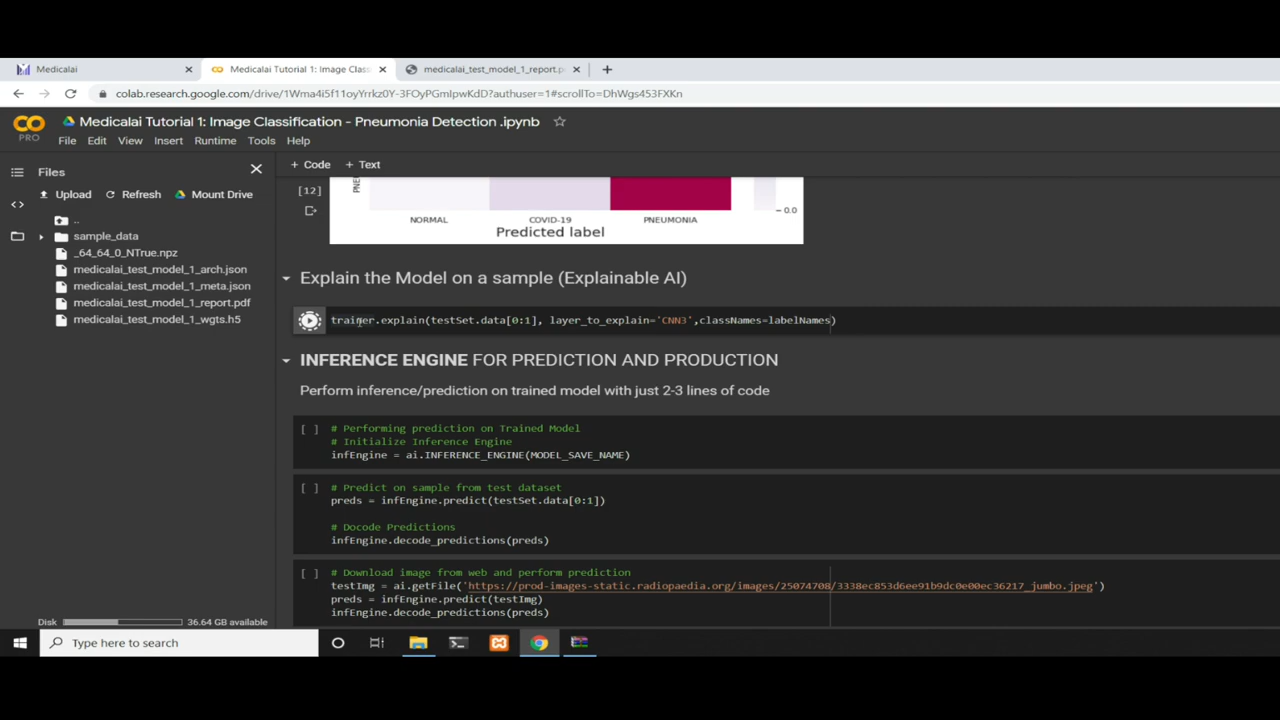 Medicalai
Medicalai Tutorial 1: Image Class
medicalai_test_model_1_report.p
colab.research.google.com/drive/1Wma4i5f11oyYrrkz0Y-3FOyPGmIpwKdD?authuser=1#scrollTo=DhWgs453FXKn
PRO
Medicalai Tutorial 1: Image Classification - Pneumonia Detection .ipynb
File Edit View Insert Runtime Tools Help
Files
+ Code + Text
Upload Refresh Mount Drive
[12]
..
sample_data
_64_64_0_NTrue.npz
medicalai_test_model_1_arch.json
medicalai_test_model_1_meta.json
medicalai_test_model_1_report.pdf
medicalai_test_model_1_wgts.h5
PNE
NORMAL COVID-19 PNEUMONIA
0.0
Predicted label
Explain the Model on a sample (Explainable AI)
trainer.explain(testSet.data[0:1], layer_to_explain='CNN3',classNames=labelNames)
INFERENCE ENGINE FOR PREDICTION AND PRODUCTION
Perform inference/prediction on trained model with just 2-3 lines of code
[ ] # Performing prediction on Trained Model
# Initialize Inference Engine
infEngine = ai.INFERENCE_ENGINE(MODEL_SAVE_NAME)
[ ] # Predict on sample from test dataset
preds = infEngine.predict(testSet.data[0:1])
# Docode Predictions
infEngine.decode_predictions(preds)
[ ] # Download image from web and perform prediction
testImg = ai.getFile('https://prod-images-static.radiopaedia.org/images/25074708/3338ec853d6ee91b9dc0e00ec36217_jumbo.jpeg')
preds = infEngine.predict(testImg)
infEngine.decode_predictions(preds)
Disk 36.64 GB available
Type here to search